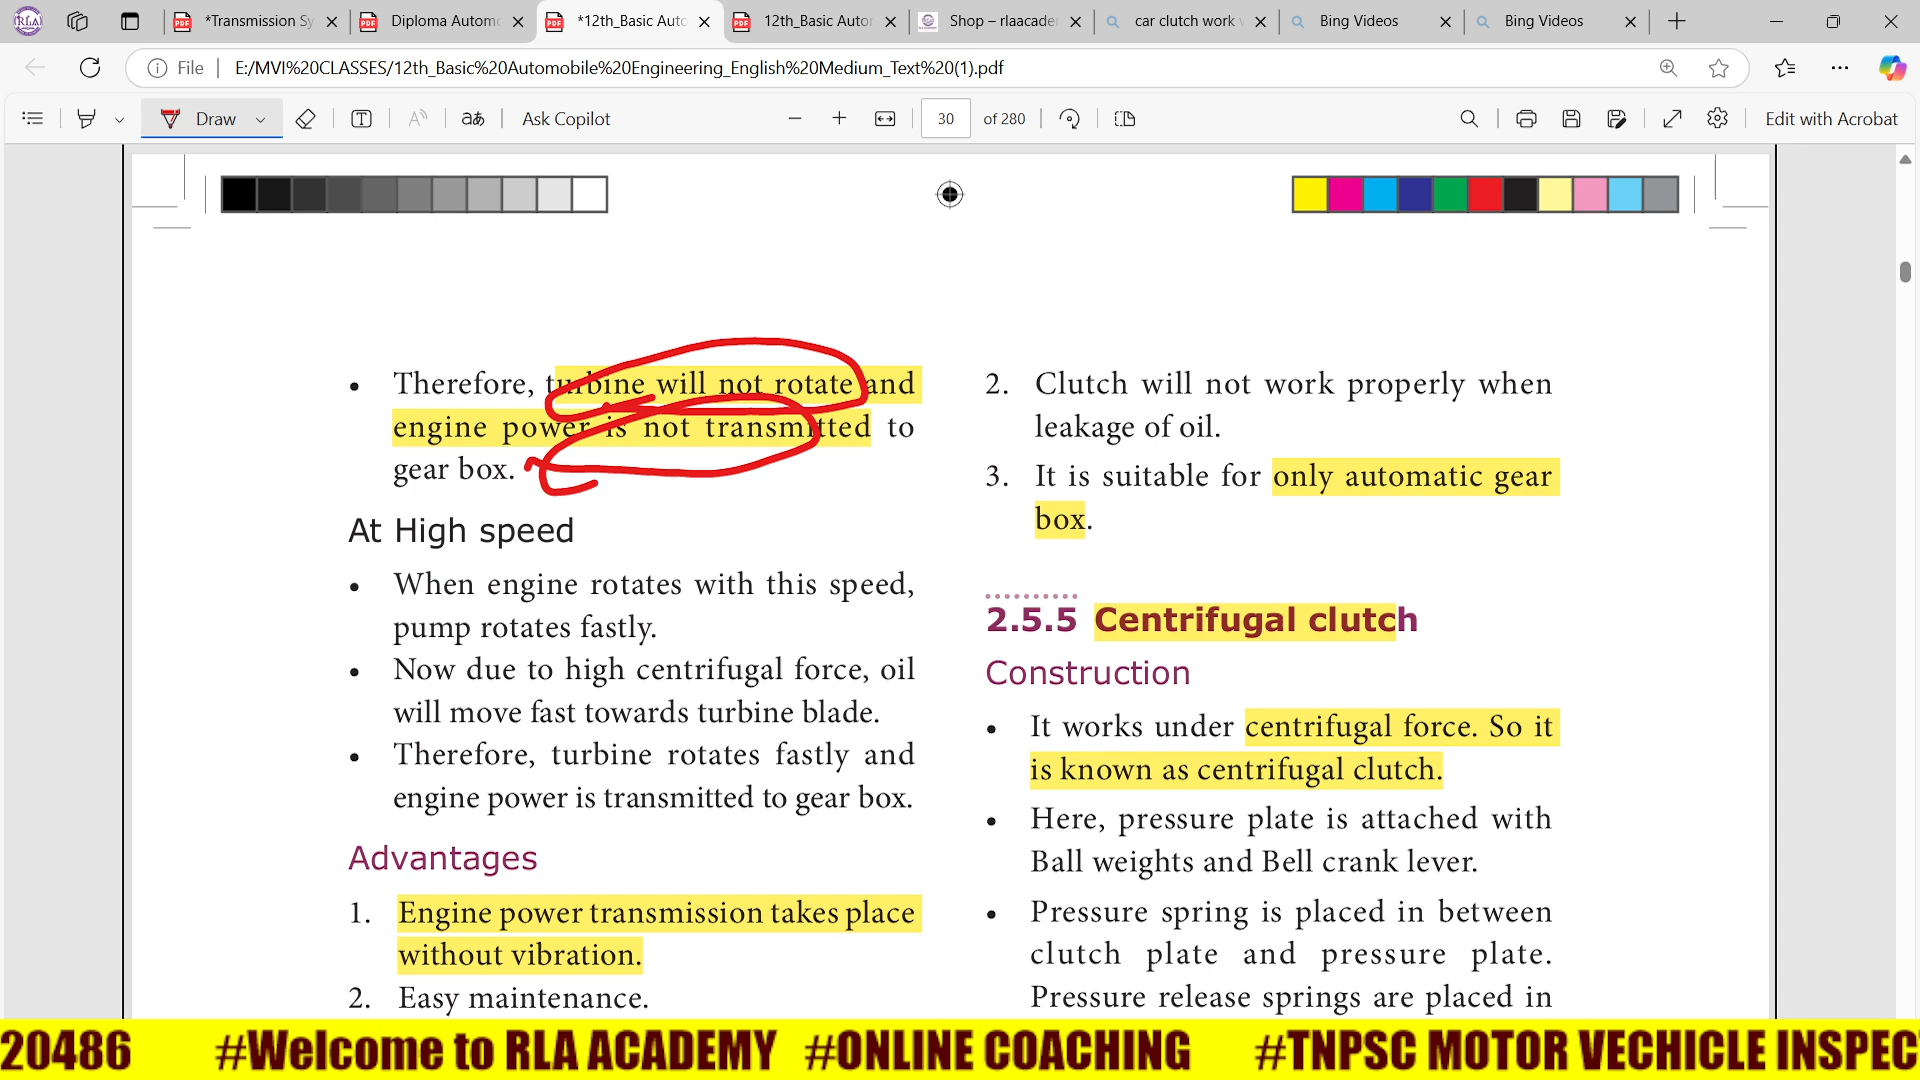 *Transmission Sy
Diploma Automo
*12th_Basic Auto
12th_Basic Autor
Shop – rlaacader
car clutch work v
Bing Videos
Bing Videos
File
E:/MVI%20CLASSES/12th_Basic%20Automobile%20Engineering_English%20Medium_Text%20(1).pdf
Draw
Ask Copilot
30
of 280
Edit with Acrobat
• Therefore, turbine will not rotate and
engine power is not transmitted to
gear box.
At High speed
• When engine rotates with this speed,
pump rotates fastly.
• Now due to high centrifugal force, oil
will move fast towards turbine blade.
• Therefore, turbine rotates fastly and
engine power is transmitted to gear box.
Advantages
1. Engine power transmission takes place
without vibration.
2. Easy maintenance.
2. Clutch will not work properly when
leakage of oil.
3. It is suitable for only automatic gear
box.
2.5.5 Centrifugal clutch
Construction
• It works under centrifugal force. So it
is known as centrifugal clutch.
• Here, pressure plate is attached with
Ball weights and Bell crank lever.
• Pressure spring is placed in between
clutch plate and pressure plate.
Pressure release springs are placed in
20486 #Welcome to RLA ACADEMY #ONLINE COACHING #TNPSC MOTOR VECHICLE INSPEC